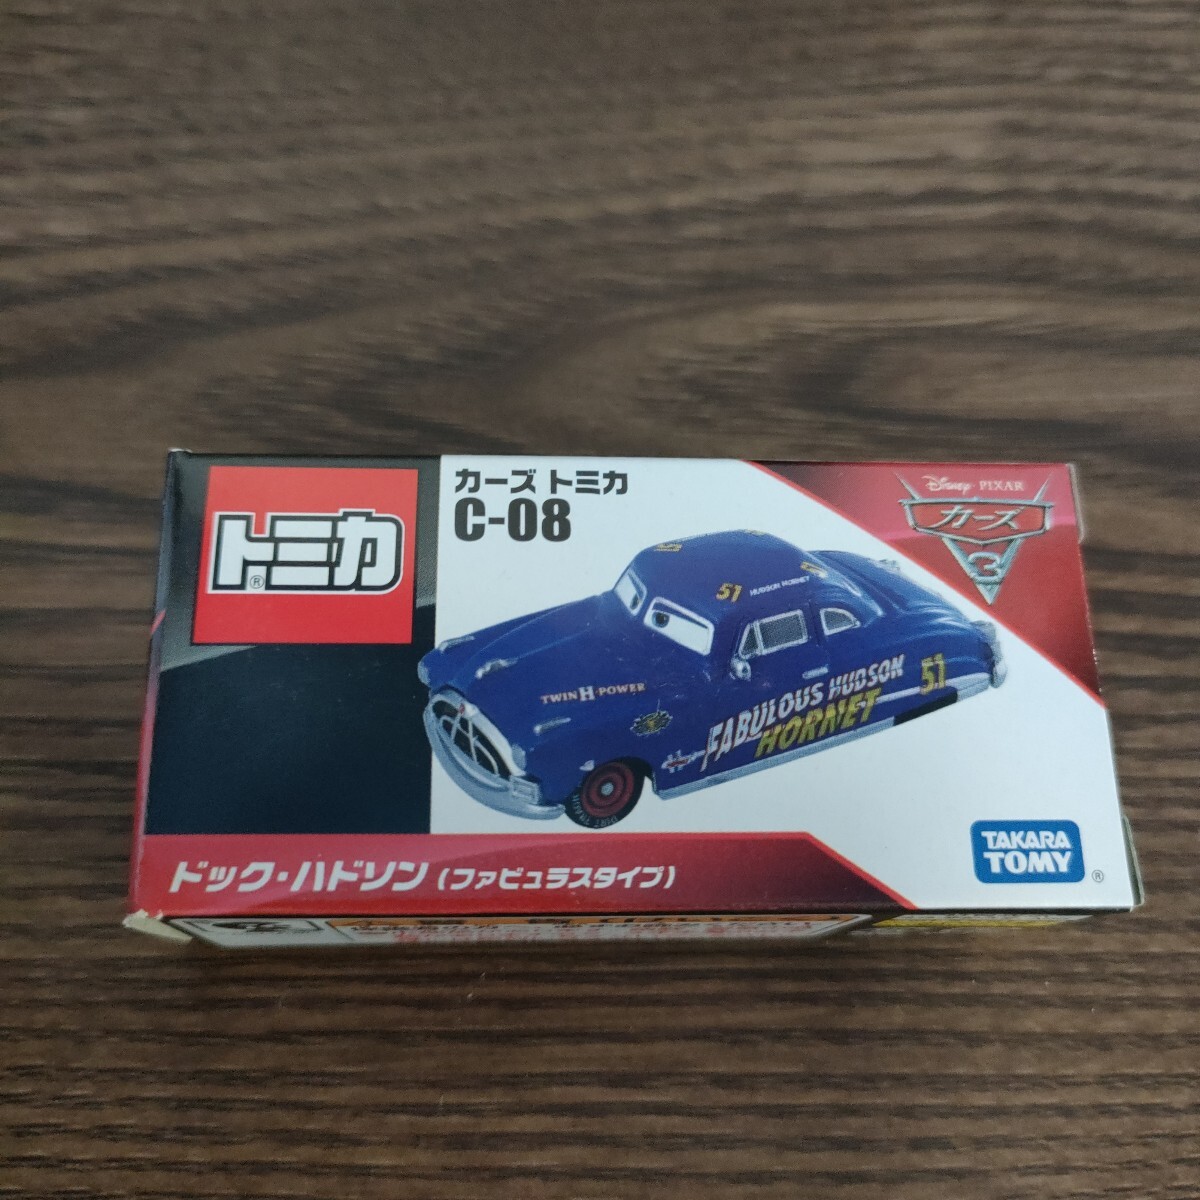 トミカ®
カーズ トミカ
C-08
Disney・PIXAR
カーズ
3
51
HUDSON HORNET
TWIN H-POWER
FABULOUS HUDSON
HORNET
51
TAKARA
TOMY®
ドック・ハドソン (ファビュラスタイプ)